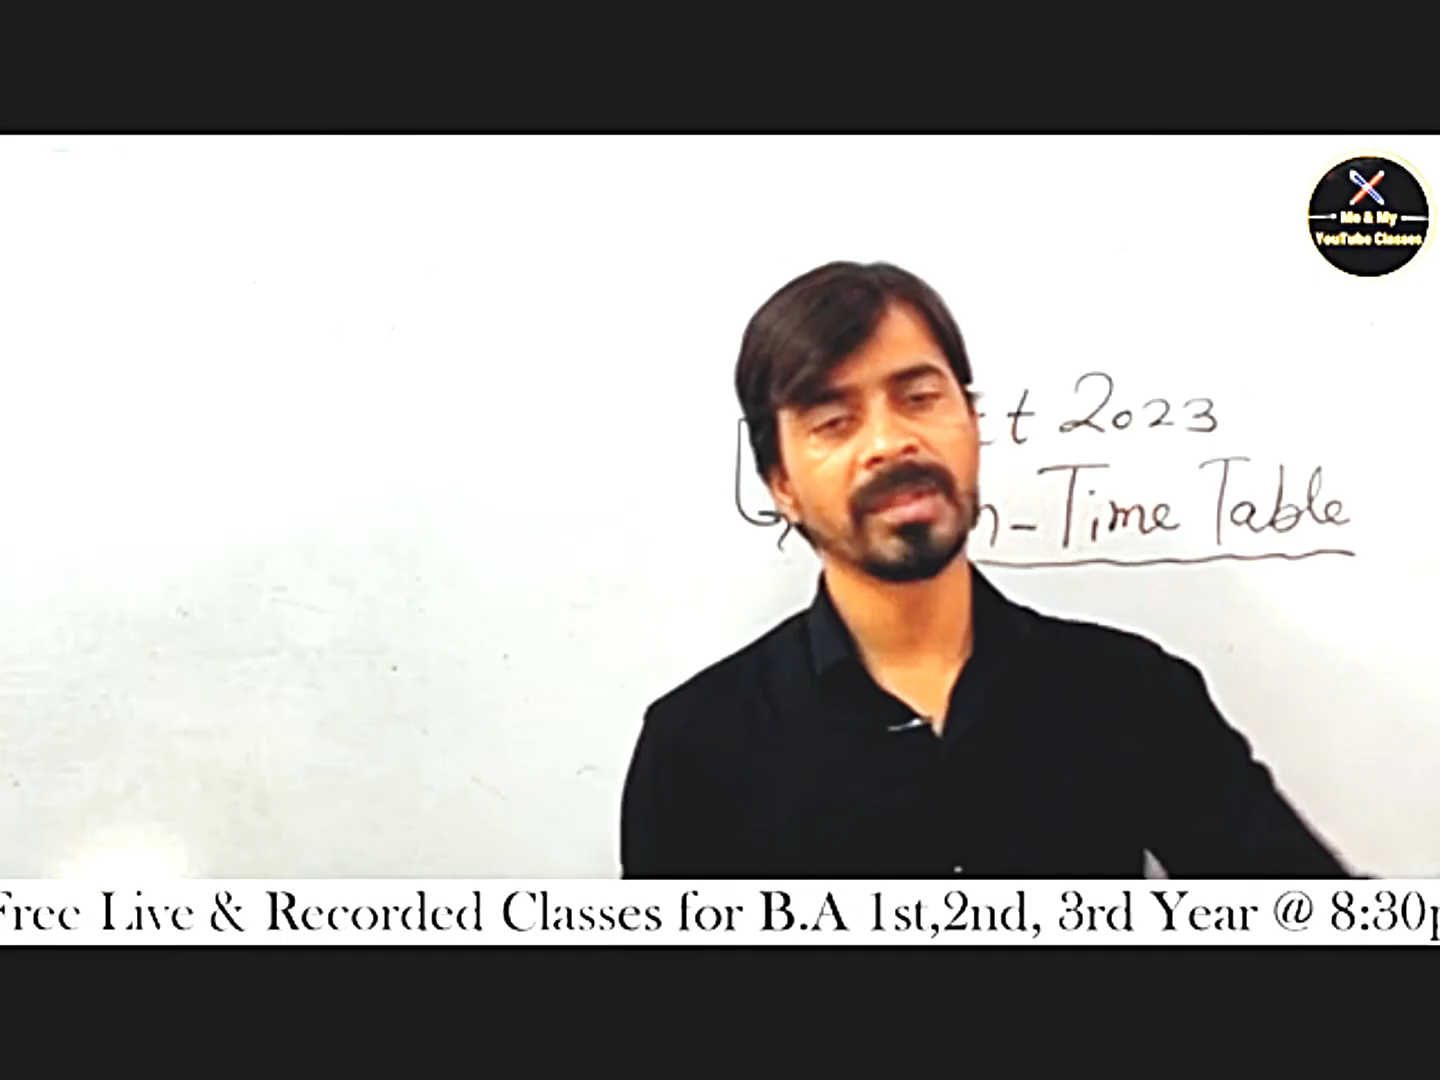 Me & My
YouTube Classes
t 2023
Time Table
Free Live & Recorded Classes for B.A 1st,2nd, 3rd Year @ 8:30p